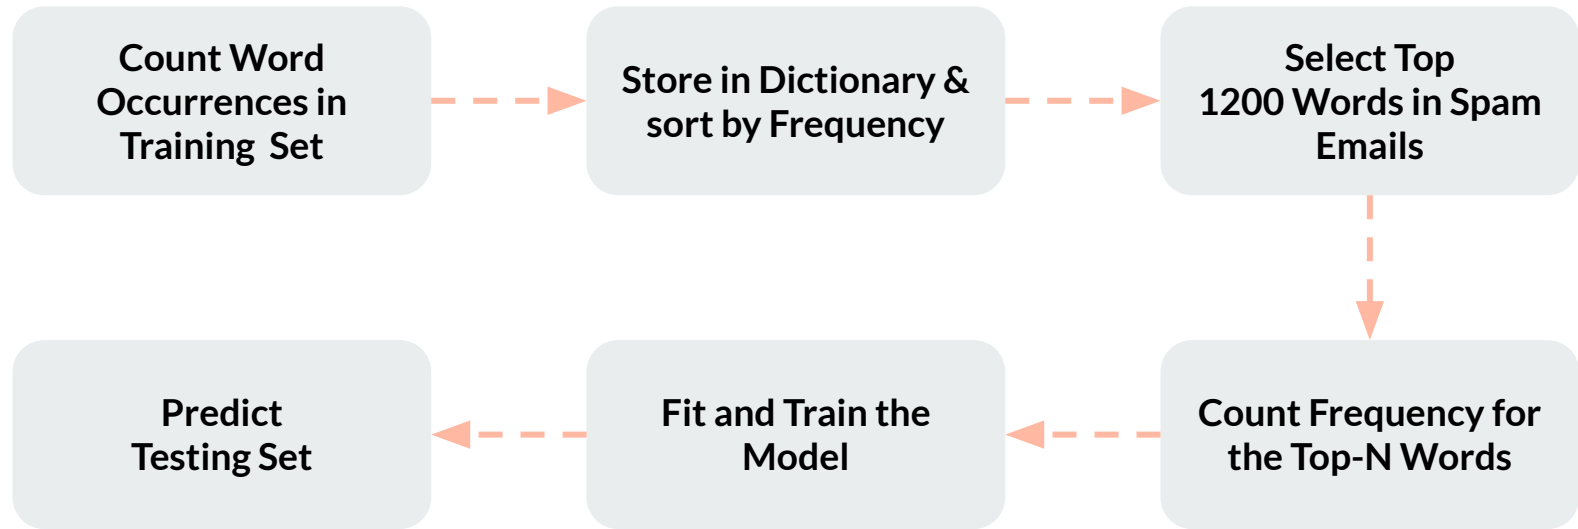 Count Word
Occurrences in
Training  Set
Store in Dictionary &
sort by Frequency
Select Top
1200 Words in Spam
Emails
Count Frequency for
the Top-N Words
Fit and Train the
Model
Predict
Testing Set